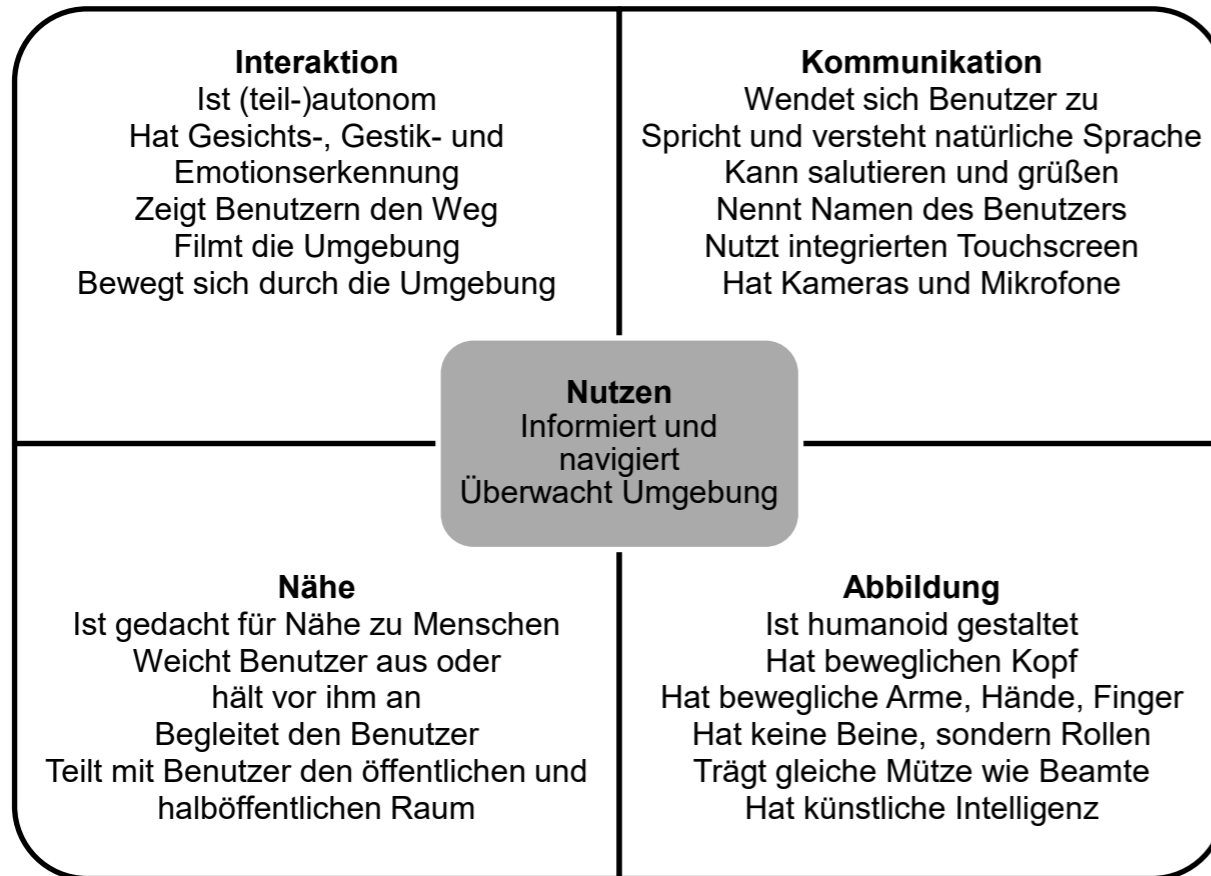 Interaktion
Ist (teil-)autonom
Hat Gesichts-, Gestik- und
Emotionserkennung
Zeigt Benutzern den Weg
Filmt die Umgebung
Bewegt sich durch die Umgebung
Kommunikation
Wendet sich Benutzer zu
Spricht und versteht natürliche Sprache
Kann salutieren und grüßen
Nennt Namen des Benutzers
Nutzt integrierten Touchscreen
Hat Kameras und Mikrofone
Nutzen
Informiert und
navigiert
Überwacht Umgebung
Nähe
Ist gedacht für Nähe zu Menschen
Weicht Benutzer aus oder
hält vor ihm an
Begleitet den Benutzer
Teilt mit Benutzer den öffentlichen und
halböffentlichen Raum
Abbildung
Ist humanoid gestaltet
Hat beweglichen Kopf
Hat bewegliche Arme, Hände, Finger
Hat keine Beine, sondern Rollen
Trägt gleiche Mütze wie Beamte
Hat künstliche Intelligenz